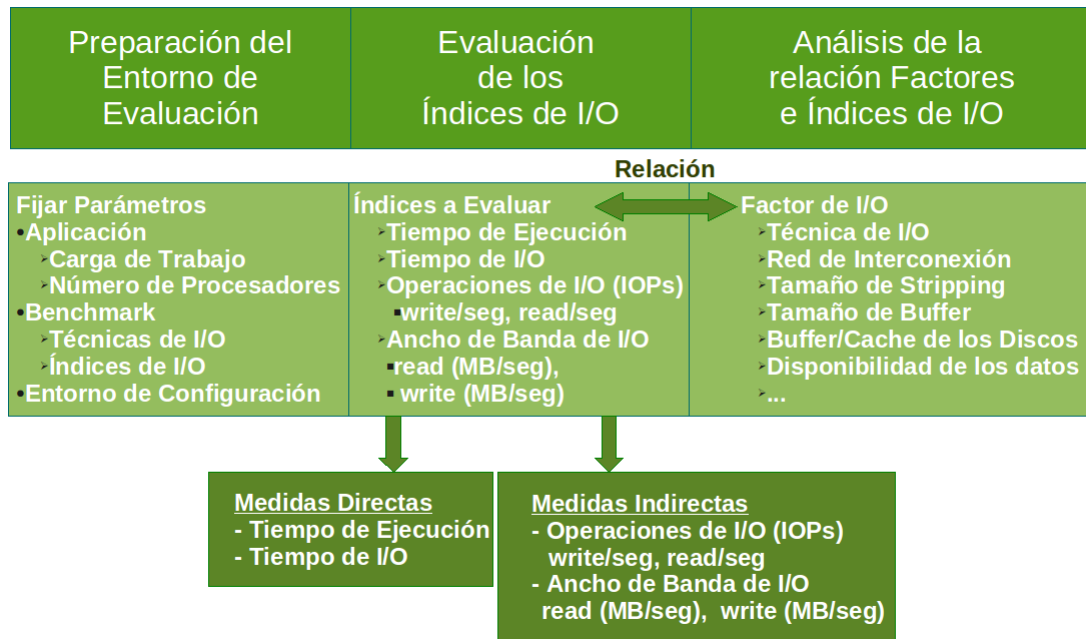 Preparación del
Entorno de
Evaluación
Evaluación
de los
Índices de I/O
Análisis de la
relación Factores
e Índices de I/O
Relación
Fijar Parámetros
•Aplicación
➢Carga de Trabajo
➢Número de Procesadores
•Benchmark
➢Técnicas de I/O
➢Índices de I/O
•Entorno de Configuración
Índices a Evaluar
➢Tiempo de Ejecución
➢Tiempo de I/O
➢Operaciones de I/O (IOPs)
▪write/seg, read/seg
➢Ancho de Banda de I/O
▪read (MB/seg),
▪ write (MB/seg)
Factor de I/O
➢Técnica de I/O
➢Red de Interconexión
➢Tamaño de Stripping
➢Tamaño de Buffer
➢Buffer/Cache de los Discos
➢Disponibilidad de los datos
➢...
Medidas Directas
- Tiempo de Ejecución
- Tiempo de I/O
Medidas Indirectas
- Operaciones de I/O (IOPs)
write/seg, read/seg
- Ancho de Banda de I/O
read (MB/seg), write (MB/seg)